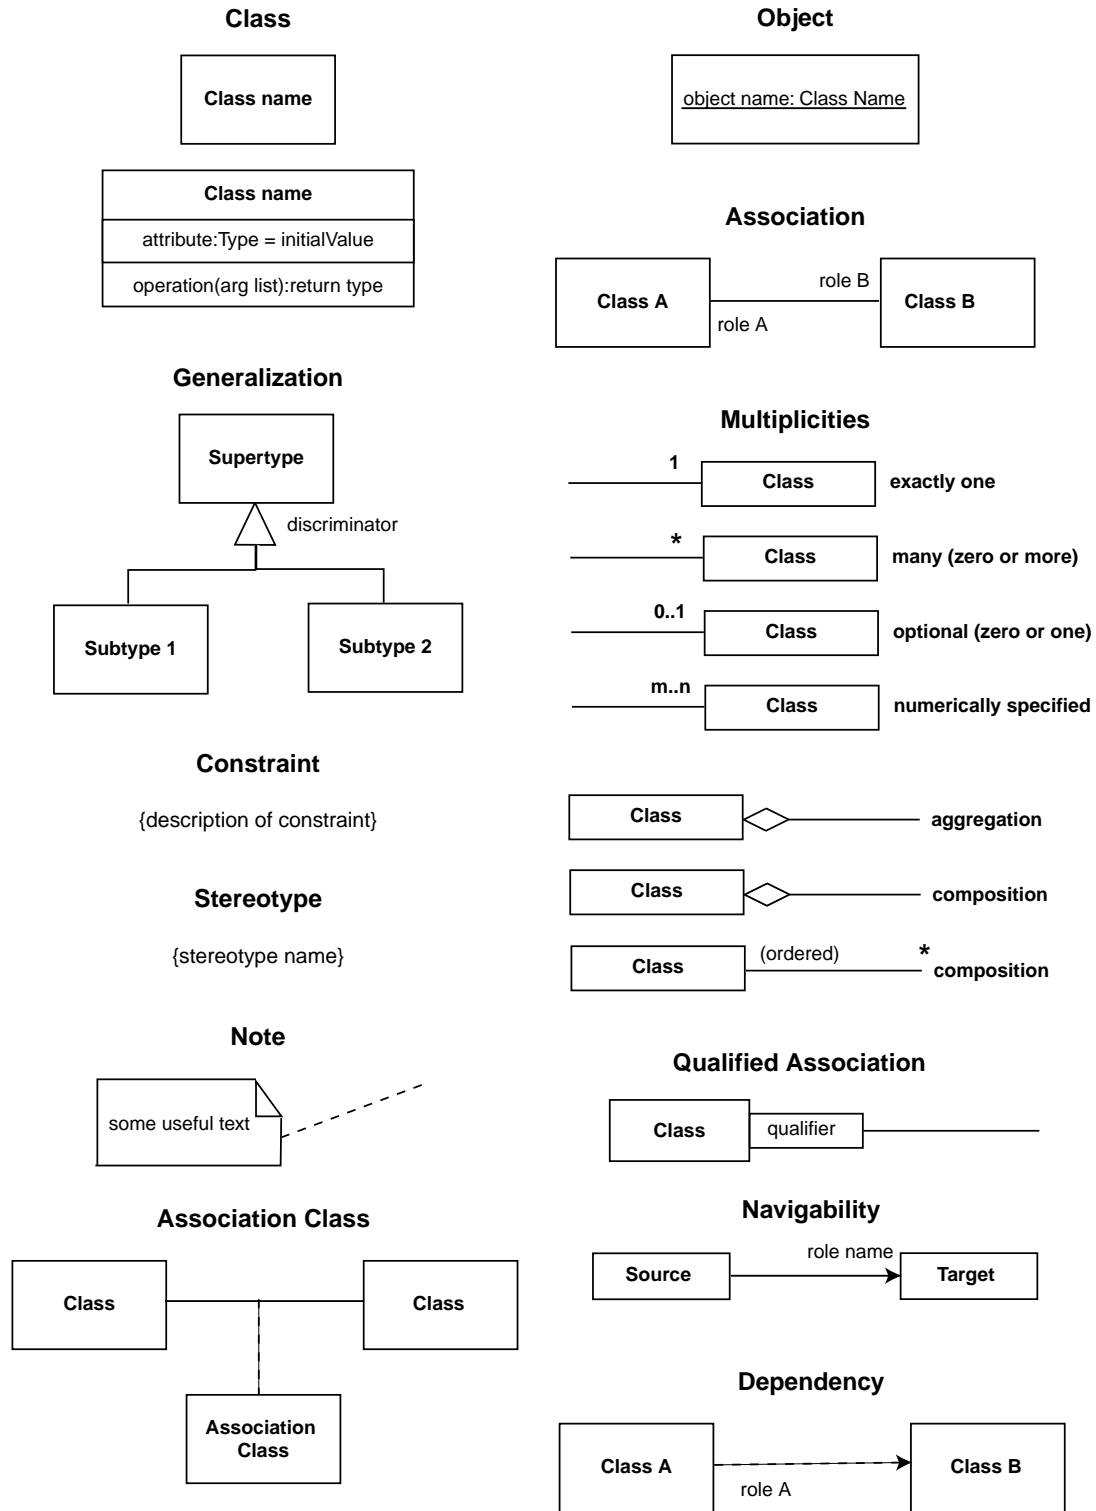 Class
Class name
Class name
attribute:Type = initialValue
operation(arg list):return type
Generalization
Supertype
discriminator
Subtype 1
Subtype 2
Constraint
{description of constraint}
Stereotype
{stereotype name}
Note
some useful text
Association Class
Class
Class
Association
Class
Object
object name: Class Name
Association
Class A
role B
role A
Class B
Multiplicities
1
Class
exactly one
*
Class
many (zero or more)
0..1
Class
optional (zero or one)
m..n
Class
numerically specified
Class
aggregation
Class
composition
Class
(ordered)
*
composition
Qualified Association
Class
qualifier
Navigability
Source
role name
Target
Dependency
Class A
role A
Class B